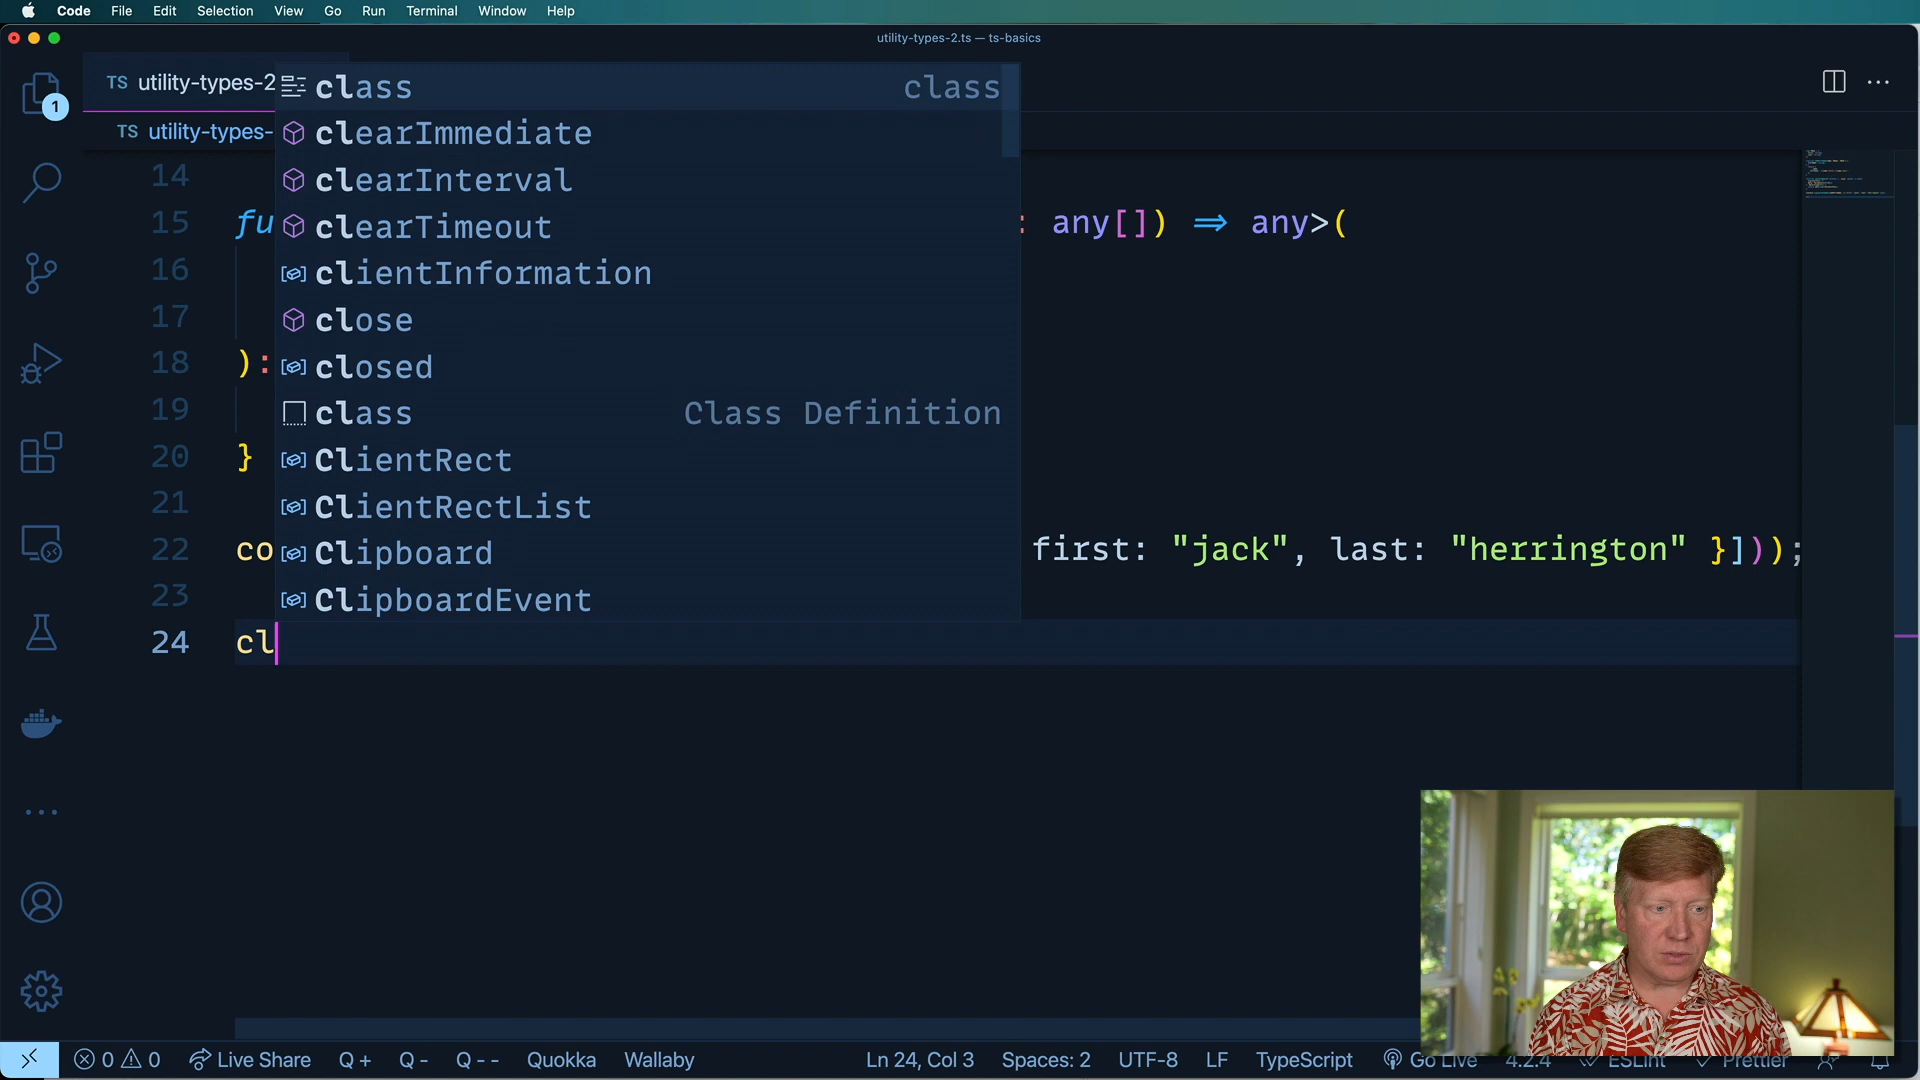 Code File Edit Selection View Go Run Terminal Window Help
utility-types-2.ts — ts-basics
TS utility-types-2
1
TS utility-types-
class class
clearImmediate
clearInterval
clearTimeout
clientInformation
close
closed
class Class Definition
ClientRect
ClientRectList
Clipboard
ClipboardEvent
14
15 fu : any[]) => any>(
16
17
18 ):
19
20 }
21
22 co first: "jack", last: "herrington" }]));
23
24 cl
0 0 Live Share Q + Q - Q - - Quokka Wallaby Ln 24, Col 3 Spaces: 2 UTF-8 LF TypeScript Go Live 4.2.4 ESLint Prettier